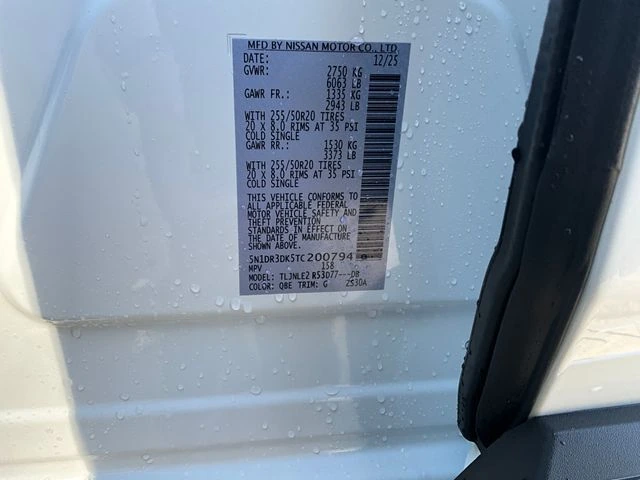 MFD BY NISSAN MOTOR CO., LTD.
DATE: 12/25
GVWR: 2750 KG
6063 LB
GAWR FR.: 1335 KG
2943 LB
WITH 255/50R20 TIRES
20 X 8.0 RIMS AT 35 PSI
COLD SINGLE
GAWR RR.: 1530 KG
3373 LB
WITH 255/50R20 TIRES
20 X 8.0 RIMS AT 35 PSI
COLD SINGLE
THIS VEHICLE CONFORMS TO
ALL APPLICABLE FEDERAL
MOTOR VEHICLE SAFETY AND
THEFT PREVENTION
STANDARDS IN EFFECT ON
THE DATE OF MANUFACTURE
SHOWN ABOVE.
5N1DR3DK5TC200794
MPV 158
MODEL: TLJNLE2 R53D77---DB
COLOR: QBE TRIM: G ZS30A